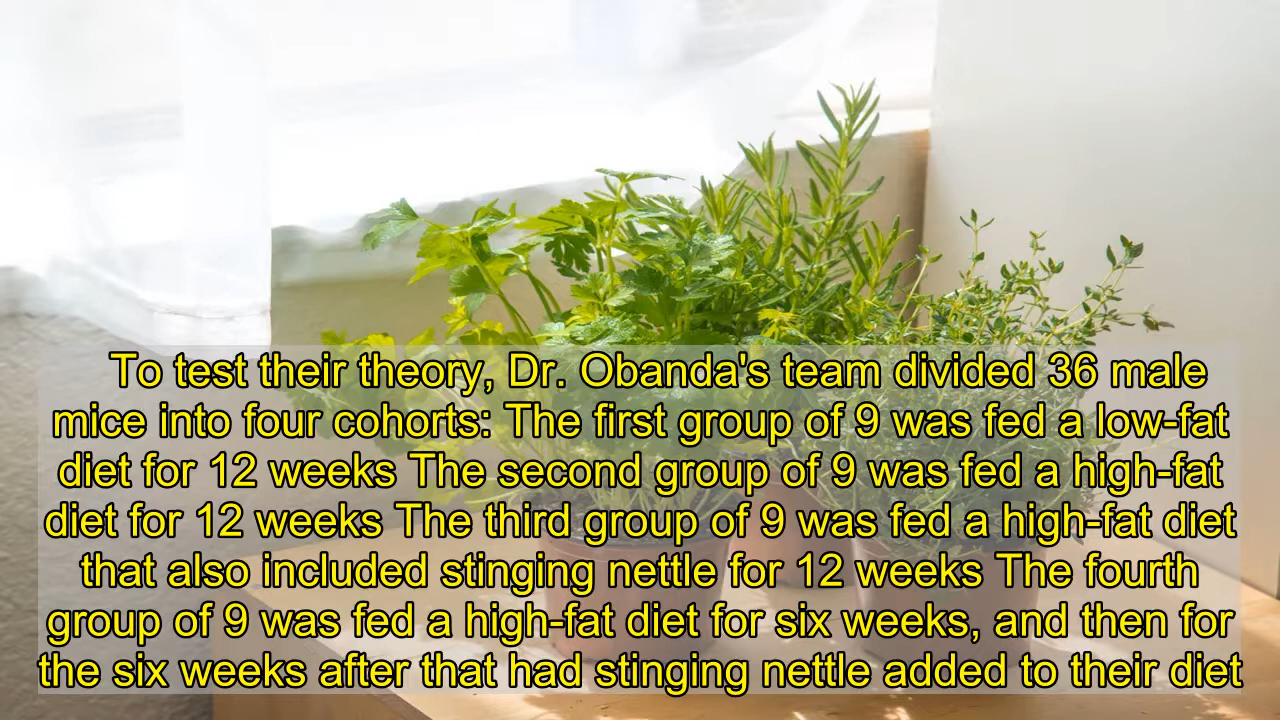 To test their theory, Dr. Obanda's team divided 36 male
mice into four cohorts: The first group of 9 was fed a low-fat
diet for 12 weeks The second group of 9 was fed a high-fat
diet for 12 weeks The third group of 9 was fed a high-fat diet
that also included stinging nettle for 12 weeks The fourth
group of 9 was fed a high-fat diet for six weeks, and then for
the six weeks after that had stinging nettle added to their diet